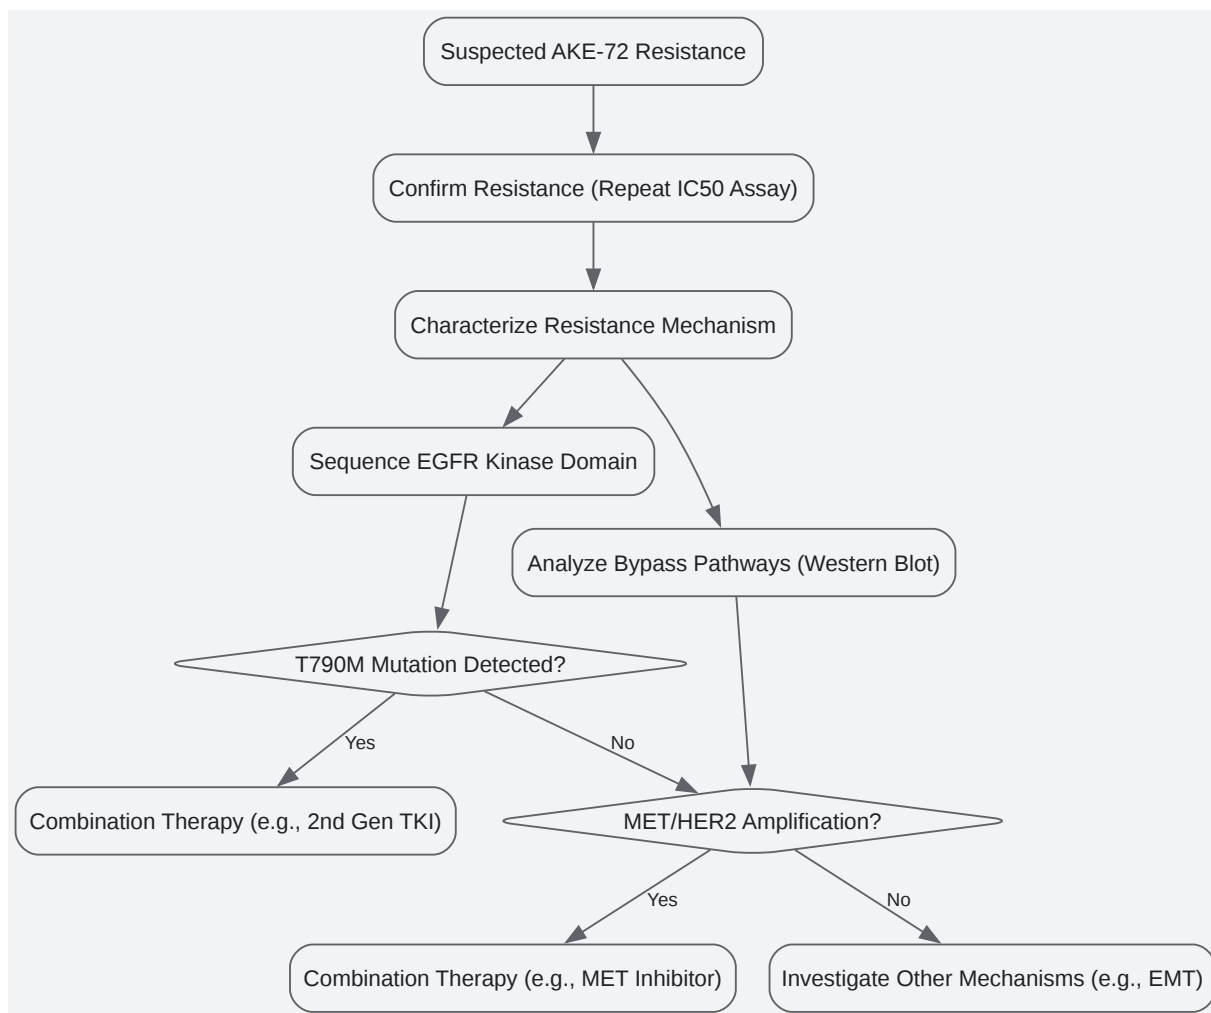 Suspected AKE-72 Resistance
Confirm Resistance (Repeat IC50 Assay)
Characterize Resistance Mechanism
Sequence EGFR Kinase Domain
Analyze Bypass Pathways (Western Blot)
T790M Mutation Detected?
Yes
No
Combination Therapy (e.g., 2nd Gen TKI)
MET/HER2 Amplification?
Yes
No
Combination Therapy (e.g., MET Inhibitor)
Investigate Other Mechanisms (e.g., EMT)